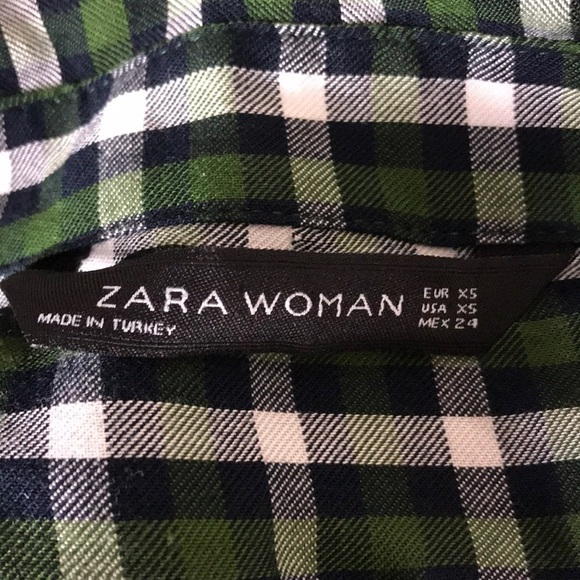 ZARA WOMAN
MADE IN TURKEY
EUR XS
USA XS
MEX 24